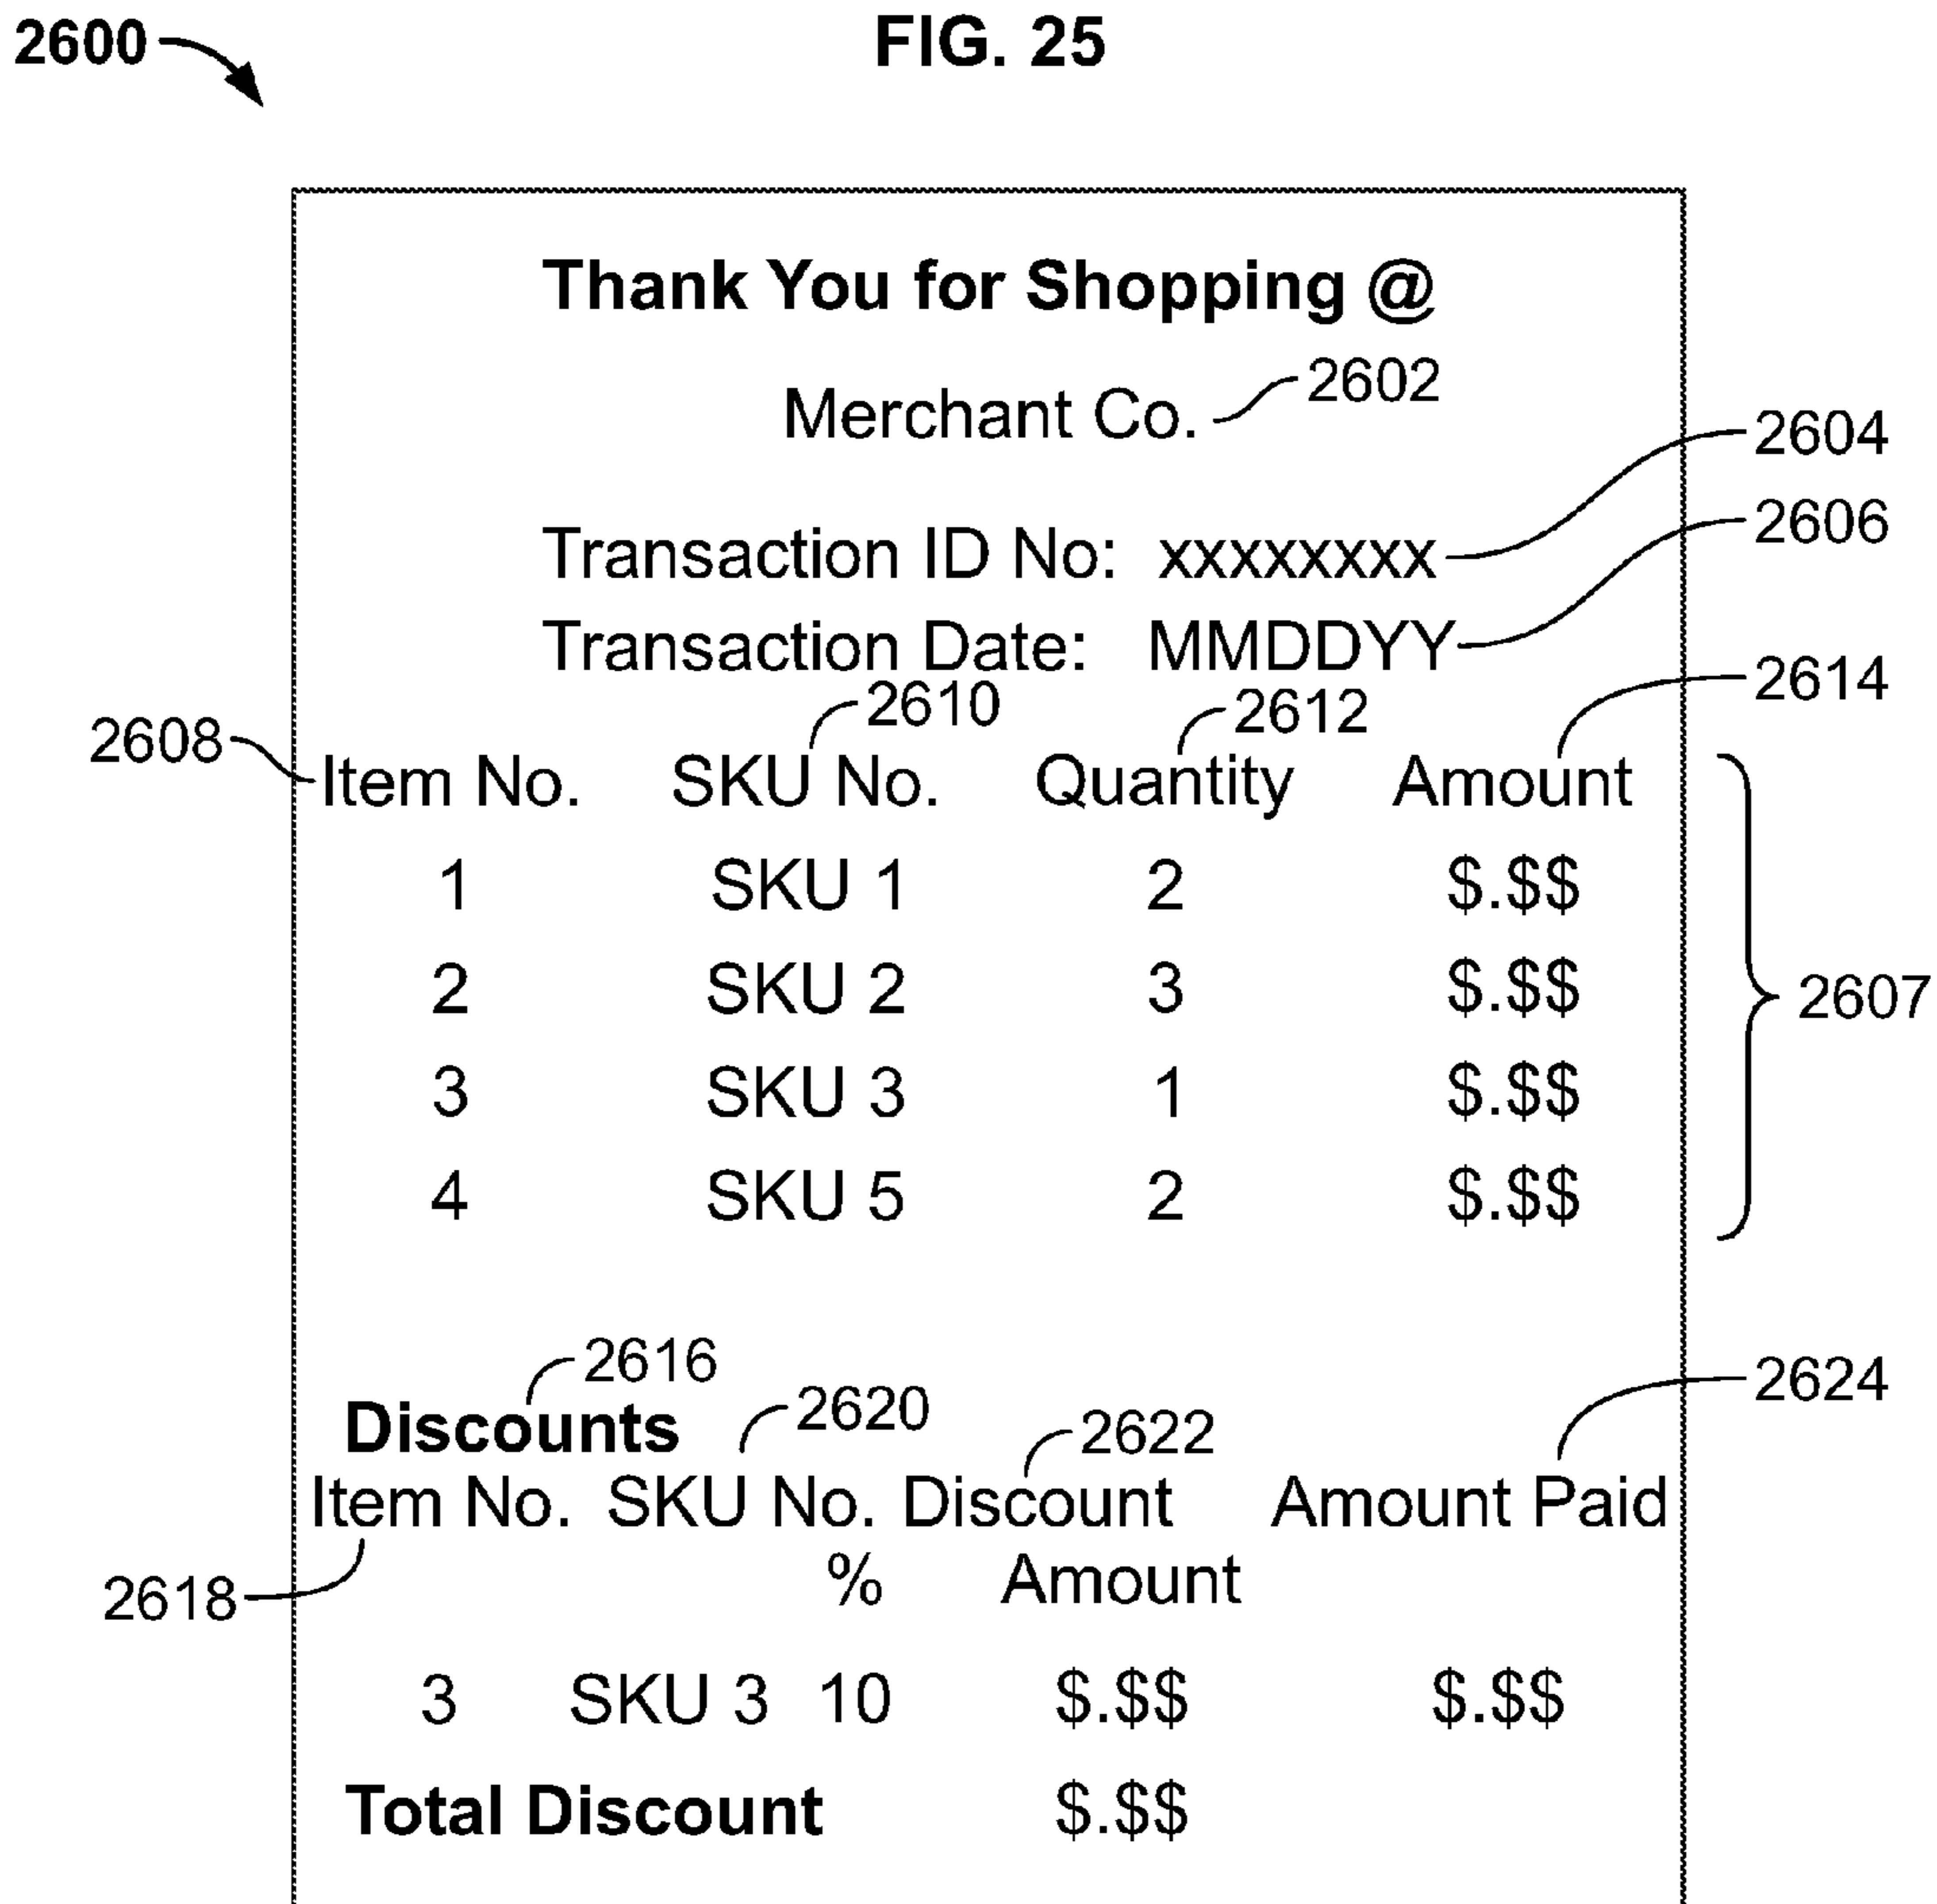 2600 FIG. 25
Thank You for Shopping @
Merchant Co. 2602
2604
Transaction ID No: xxxxxxxx
2606
Transaction Date: MMDDYY
2608 2610 2612 2614
Item No. SKU No. Quantity Amount
1 SKU 1 2 $.$$
2 SKU 2 3 $.$$
2607
3 SKU 3 1 $.$$
4 SKU 5 2 $.$$
2616 2620 2622 2624
Discounts
Item No. SKU No. Discount Amount Paid
2618 % Amount
3 SKU 3 10 $.$$ $.$$
Total Discount $.$$